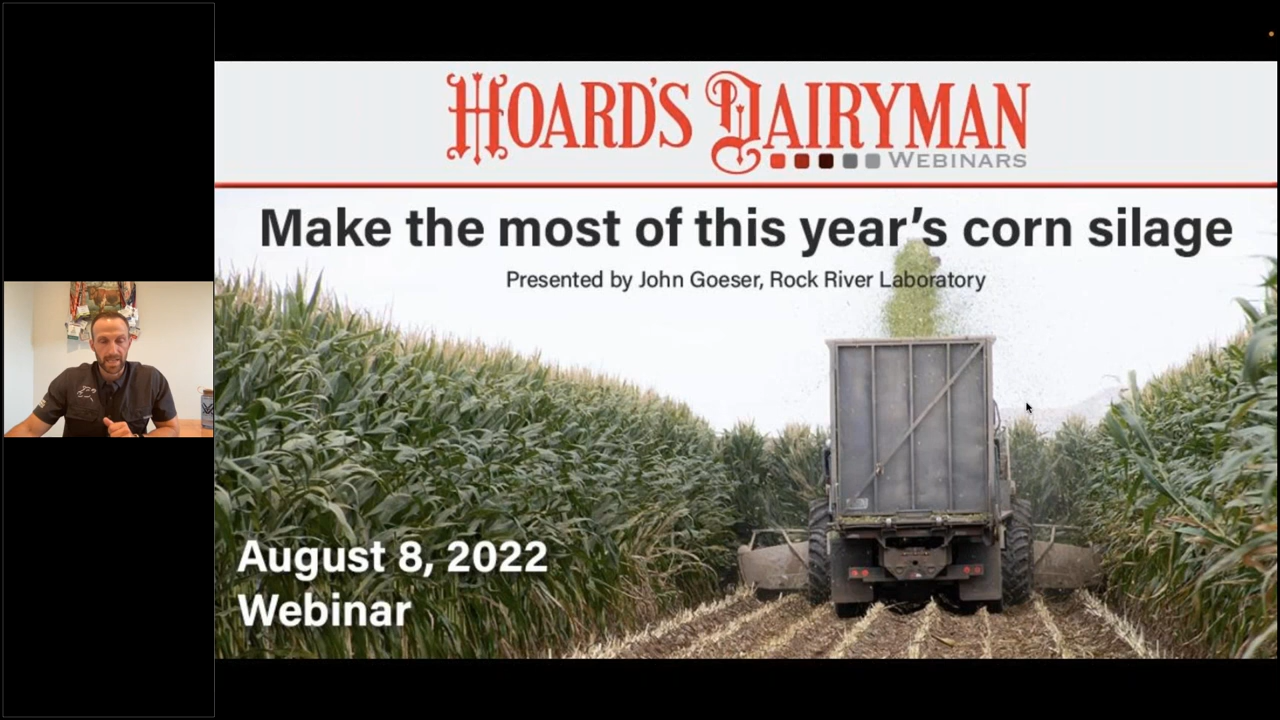 HOARD'S DAIRYMAN
WEBINARS
Make the most of this year's corn silage
Presented by John Goeser, Rock River Laboratory
August 8, 2022
Webinar